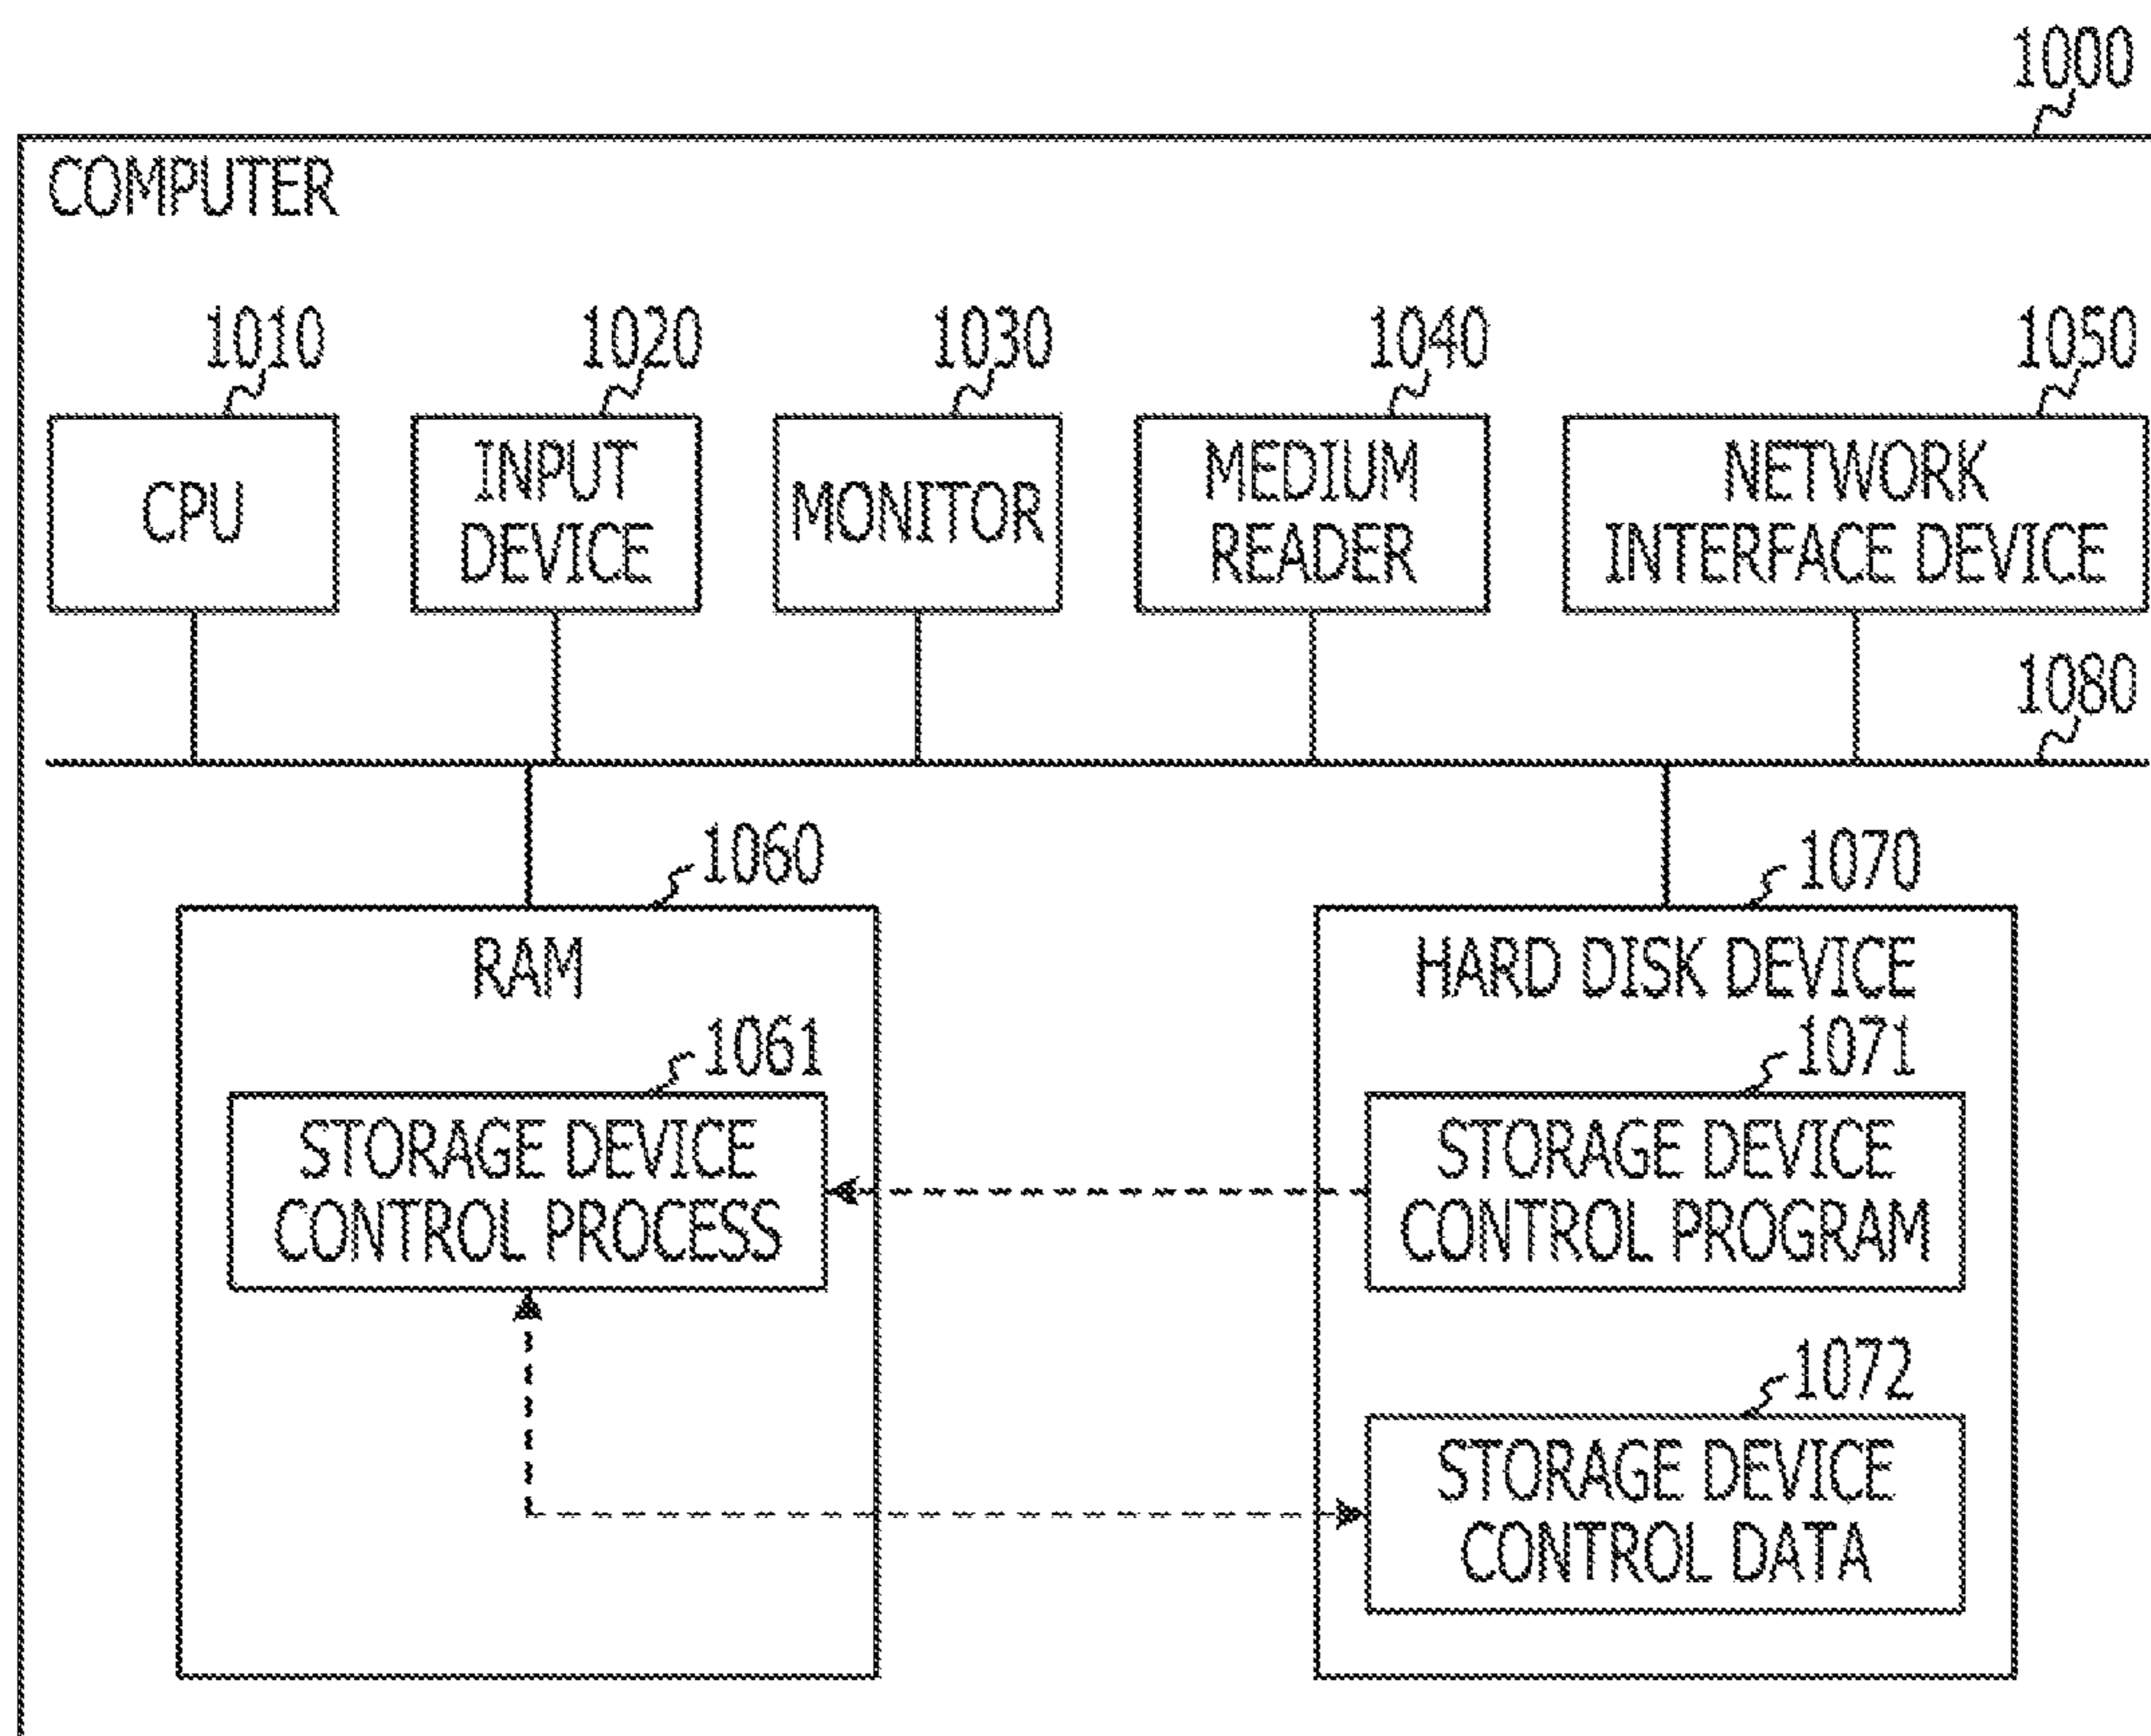 1000
COMPUTER
1010
1020
1030
1040
1050
CPU
INPUT
DEVICE
MONITOR
MEDIUM
READER
NETWORK
INTERFACE DEVICE
1080
1060
RAM
1061
STORAGE DEVICE
CONTROL PROCESS
1070
HARD DISK DEVICE
1071
STORAGE DEVICE
CONTROL PROGRAM
1072
STORAGE DEVICE
CONTROL DATA